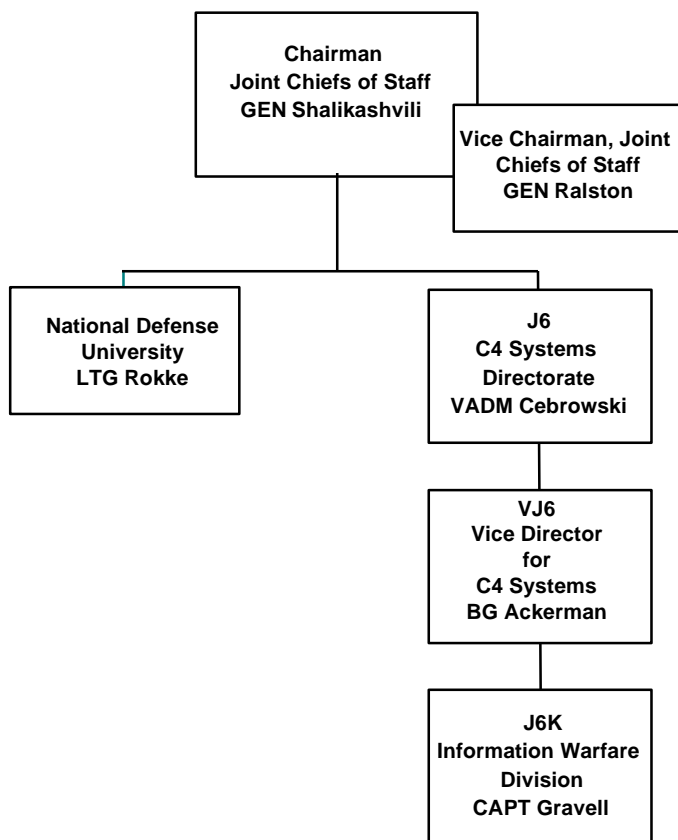 Chairman
Joint Chiefs of Staff
GEN Shalikashvili
Vice Chairman, Joint
Chiefs of Staff
GEN Ralston
National Defense
University
LTG Rokke
J6
C4 Systems
Directorate
VADM Cebrowski
VJ6
Vice Director
for
C4 Systems
BG Ackerman
J6K
Information Warfare
Division
CAPT Gravell